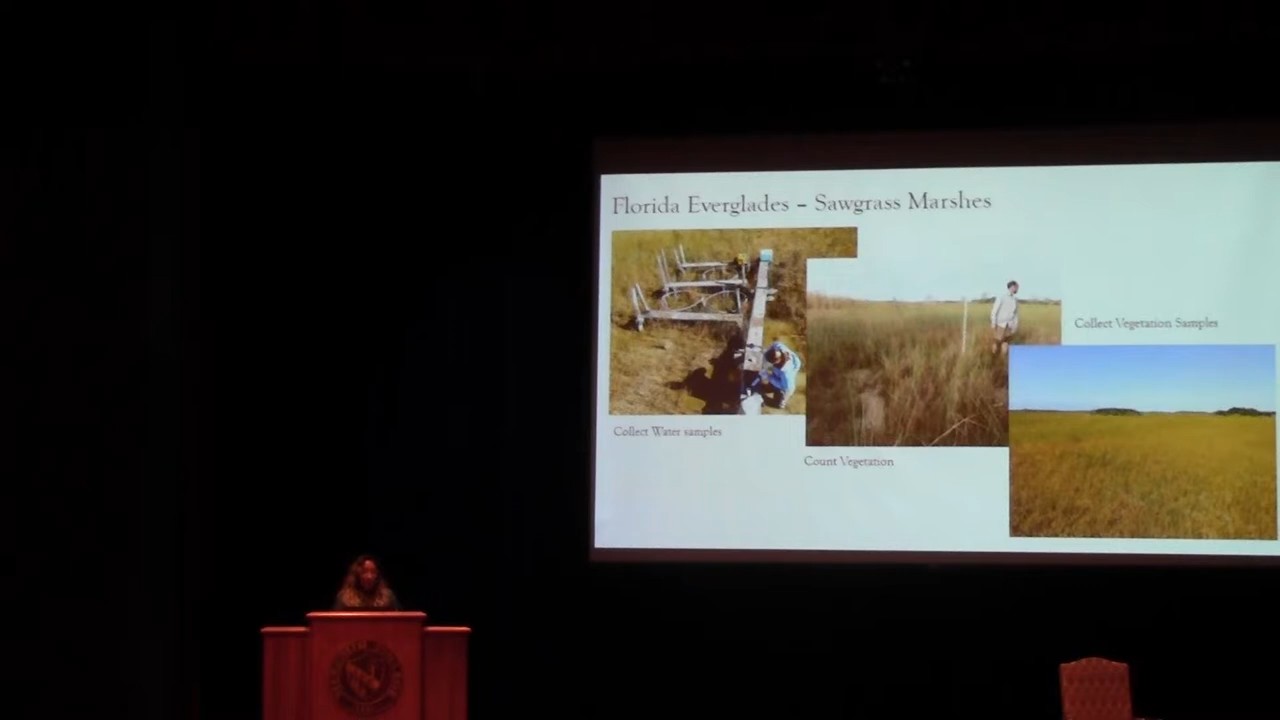 Florida Everglades – Sawgrass Marshes
Collect Vegetation Samples
Collect Water samples
Count Vegetation